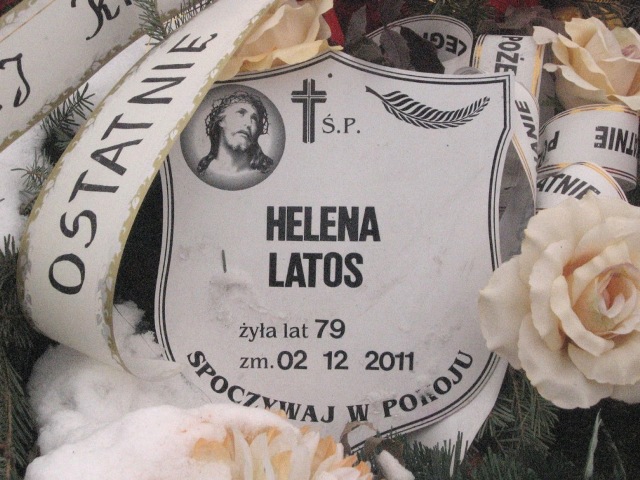 OSTATNIE
Ś.P.
HELENA
LATOS
żyła lat 79
zm. 02 12 2011
SPOCZYWAJ W POKOJU
OSTATNIE